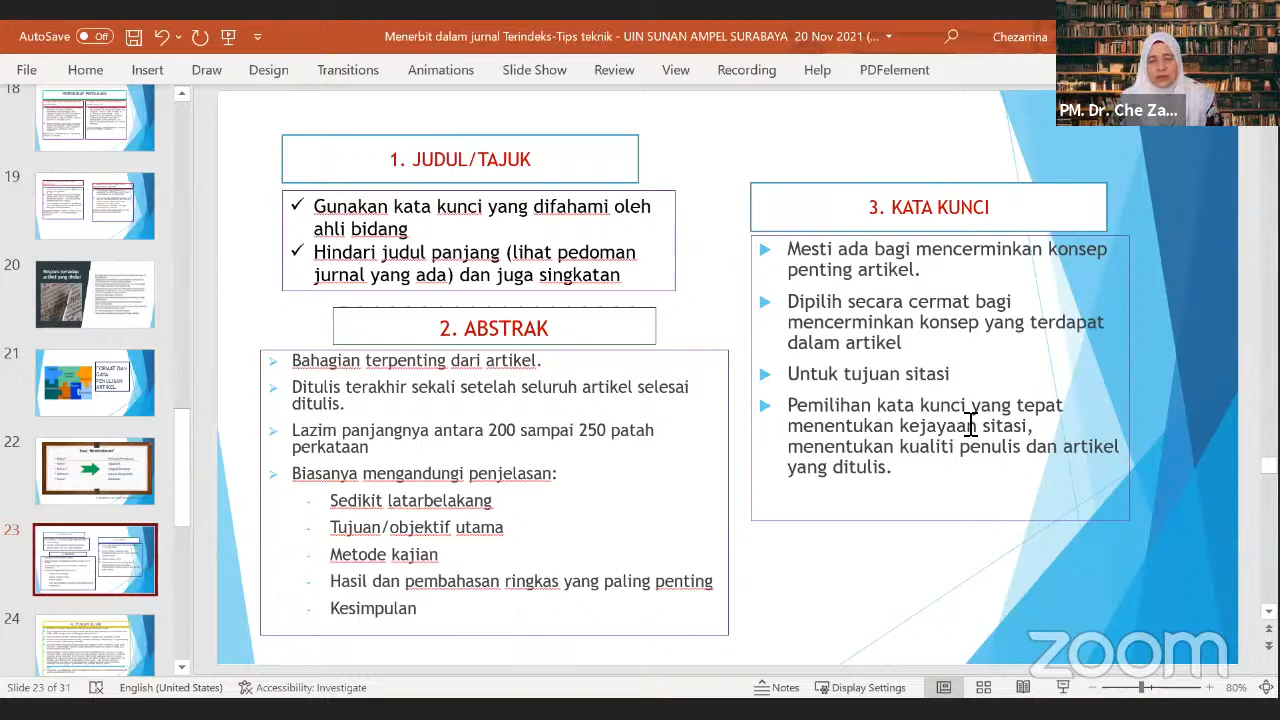 AutoSave Off
Menerbit dalam jurnal Terindeks-Tips teknik - UIN SUNAN AMPEL SURABAYA 20 Nov 2021 (...
Chezarrina
File Home Insert Draw Design Slide Show Transitions Animations Review View Recording Help PDFelement
PM. Dr. Che Za...
18
19
20
21
FORMAT DAN GAYA PENULISAN ARTIKEL
22
23
24
1. JUDUL/TAJUK
✓ Gunakan kata kunci yang difahami oleh
ahli bidang
✓ Hindari judul panjang (lihat pedoman
jurnal yang ada) dan juga singkatan
2. ABSTRAK
Bahagian terpenting dari artikel.
Ditulis terakhir sekali setelah seluruh artikel selesai
ditulis.
Lazim panjangnya antara 200 sampai 250 patah
perkataan
Biasanya mengandungi penjelasan:
- Sedikit latarbelakang
- Tujuan/objektif utama
- Metode kajian
- Hasil dan pembahasan ringkas yang paling penting
- Kesimpulan
3. KATA KUNCI
Mesti ada bagi mencerminkan konsep
penting artikel.
Dipilih secara cermat bagi
mencerminkan konsep yang terdapat
dalam artikel
Untuk tujuan sitasi
Pemilihan kata kunci yang tepat
menentukan kejayaan sitasi,
menentukan kualiti penulis dan artikel
yang ditulis.
zoom
Slide 23 of 31 English (United States) Accessibility: Investigate Notes Display Settings 80%